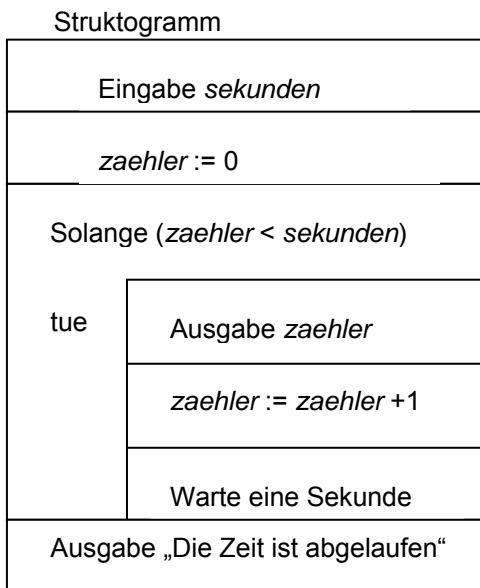 Struktogramm
Eingabe sekunden
zaehler := 0
Solange (zaehler < sekunden)
tue
Ausgabe zaehler
zaehler := zaehler +1
Warte eine Sekunde
Ausgabe „Die Zeit ist abgelaufen“